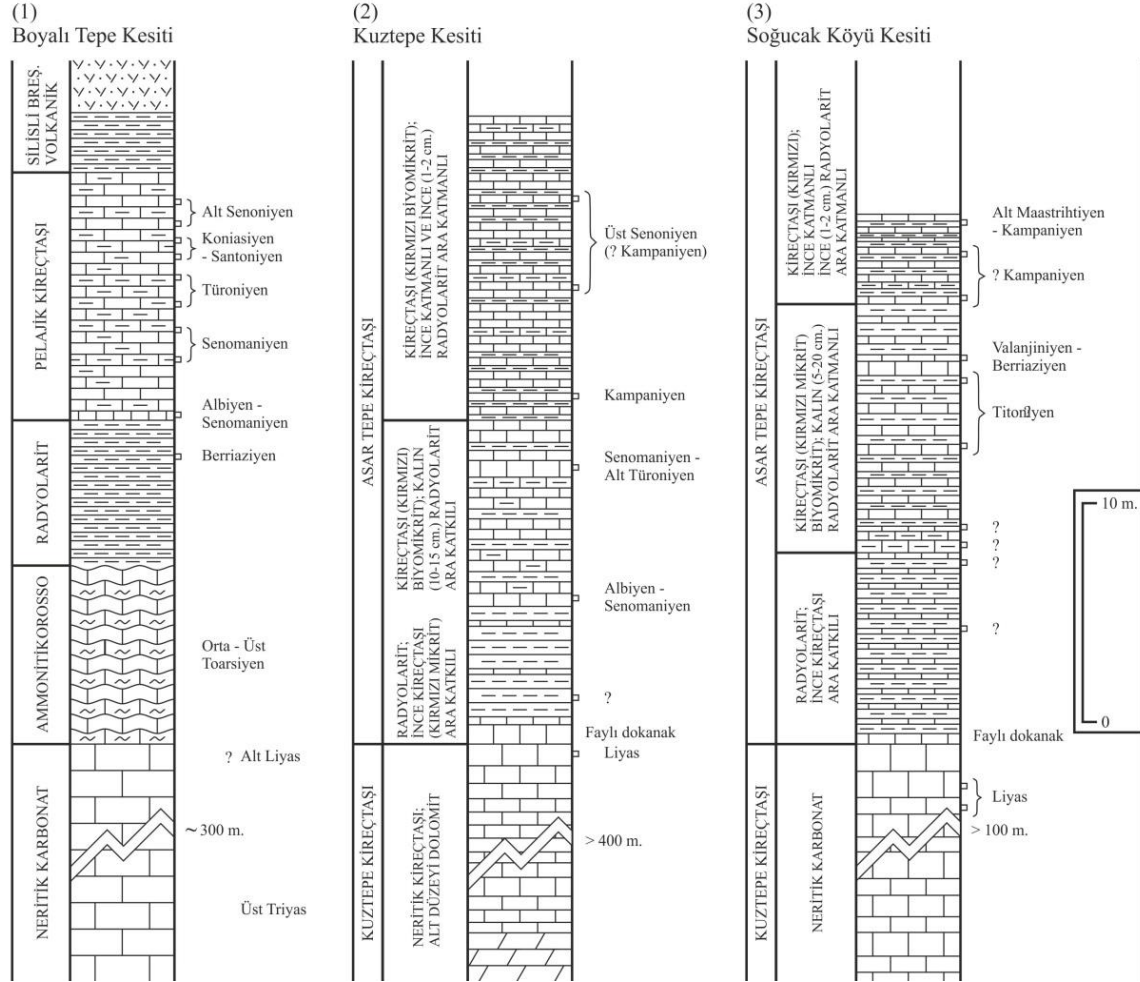 (1)
Boyalı Tepe Kesiti
SİLİSLİ BREŞ.
VOLKANİK
PELAJİK KİREÇTAŞI
RADYOLARİT
AMMONİTİKOROSSO
NERİTİK KARBONAT
Alt Senoniyen
Koniasiyen
- Santoniyen
Türoniyen
Senomaniyen
Albiyen -
Senomaniyen
Berriaziyen
Orta - Üst
Toarsiyen
? Alt Liyas
~ 300 m.
Üst Triyas
(2)
Kuztepe Kesiti
ASAR TEPE KİREÇTAŞI
KUZTEPE KİREÇTAŞI
KİREÇTAŞI (KIRMIZI BİYOMİKRİT);
İNCE KATMANLI VE İNCE (1-2 cm.)
RADYOLARİT ARA KATMANLI
KİREÇTAŞI (KIRMIZI)
BİYOMİKRİT); KALIN
(10-15 cm.) RADYOLARİT
ARA KATKILI
RADYOLARİT;
İNCE KİREÇTAŞI
(KIRMIZI MİKRİT)
ARA KATKILI
NERİTİK KİREÇTAŞI;
ALT DÜZEYİ DOLOMİT
Üst Senoniyen
(? Kampaniyen)
Kampaniyen
Senomaniyen -
Alt Türoniyen
Albiyen -
Senomaniyen
?
Faylı dokanak
Liyas
> 400 m.
(3)
Soğucak Köyü Kesiti
ASAR TEPE KİREÇTAŞI
KUZTEPE KİREÇTAŞI
KİREÇTAŞI (KIRMIZI);
İNCE KATMANLI
İNCE (1-2 cm.) RADYOLARİT
ARA KATMANLI
KİREÇTAŞI (KIRMIZI MİKRİT)
BİYOMİKRİT); KALIN (5-20 cm.)
RADYOLARİT ARA KATMANLI
RADYOLARİT;
İNCE KİREÇTAŞI
ARA KATKILI
NERİTİK KARBONAT
Alt Maastrihtiyen
- Kampaniyen
? Kampaniyen
Valanjiniyen -
Berriaziyen
?
?
?
?
Faylı dokanak
Liyas
> 100 m.
10 m.
0